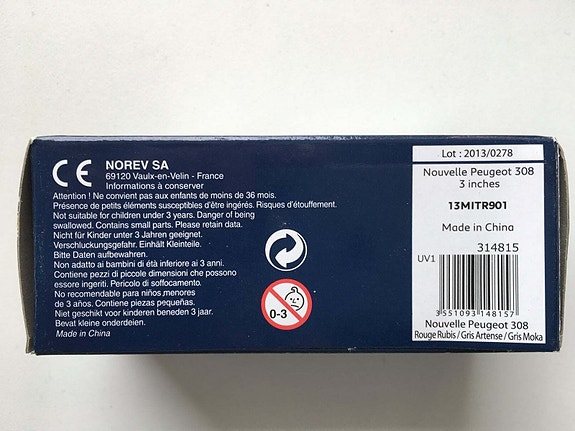 CE
NOREV SA
69120 Vaulx-en-Velin - France
Informations à conserver
Attention ! Ne convient pas aux enfants de moins de 36 mois.
Présence de petits éléments susceptibles d'être ingérés. Risques d'étouffement.
Not suitable for children under 3 years. Danger of being
swallowed. Contains small parts. Please retain data.
Nicht für Kinder unter 3 Jahren geeignet.
Verschluckungsgefahr. Einhält Kleinteile.
Bitte Daten aufbewahren.
Non adatto ai bambini di étà inferiore ai 3 anni.
Contiene pezzi di piccole dimensioni che possono
essere ingeriti. Pericolo di soffocamento.
No recomendable para niños menores
de 3 años. Contiene piezas pequeñas.
Niet geschikt voor kinderen beneden 3 jaar.
Bevat kleine onderdeien.
Made in China
0-3
Lot : 2013/0278
Nouvelle Peugeot 308
3 inches
13MITR901
Made in China
314815
UV1
3 551093 148157
Nouvelle Peugeot 308
Rouge Rubis / Gris Artense / Gris Moka